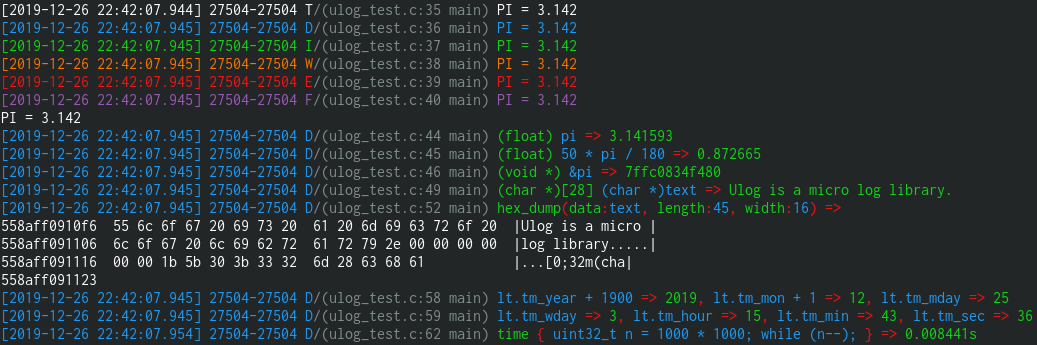 [2019-12-26 22:42:07.944] 27504-27504 T/(ulog_test.c:35 main) PI = 3.142
[2019-12-26 22:42:07.945] 27504-27504 D/(ulog_test.c:36 main) PI = 3.142
[2019-12-26 22:42:07.945] 27504-27504 I/(ulog_test.c:37 main) PI = 3.142
[2019-12-26 22:42:07.945] 27504-27504 W/(ulog_test.c:38 main) PI = 3.142
[2019-12-26 22:42:07.945] 27504-27504 E/(ulog_test.c:39 main) PI = 3.142
[2019-12-26 22:42:07.945] 27504-27504 F/(ulog_test.c:40 main) PI = 3.142
PI = 3.142
[2019-12-26 22:42:07.945] 27504-27504 D/(ulog_test.c:44 main) (float) pi => 3.141593
[2019-12-26 22:42:07.945] 27504-27504 D/(ulog_test.c:45 main) (float) 50 * pi / 180 => 0.872665
[2019-12-26 22:42:07.945] 27504-27504 D/(ulog_test.c:46 main) (void *) &pi => 7ffc0834f480
[2019-12-26 22:42:07.945] 27504-27504 D/(ulog_test.c:49 main) (char *)[28] (char *)text => Ulog is a micro log library.
[2019-12-26 22:42:07.945] 27504-27504 D/(ulog_test.c:52 main) hex_dump(data:text, length:45, width:16) =>
558aff0910f6  55 6c 6f 67 20 69 73 20  61 20 6d 69 63 72 6f 20  |Ulog is a micro |
558aff091106  6c 6f 67 20 6c 69 62 72  61 72 79 2e 00 00 00 00  |log library.....|
558aff091116  00 00 1b 5b 30 3b 33 32  6d 28 63 68 61           |...[0;32m(cha|
558aff091123
[2019-12-26 22:42:07.945] 27504-27504 D/(ulog_test.c:58 main) lt.tm_year + 1900 => 2019, lt.tm_mon + 1 => 12, lt.tm_mday => 25
[2019-12-26 22:42:07.945] 27504-27504 D/(ulog_test.c:59 main) lt.tm_wday => 3, lt.tm_hour => 15, lt.tm_min => 43, lt.tm_sec => 36
[2019-12-26 22:42:07.954] 27504-27504 D/(ulog_test.c:62 main) time { uint32_t n = 1000 * 1000; while (n--); } => 0.008441s